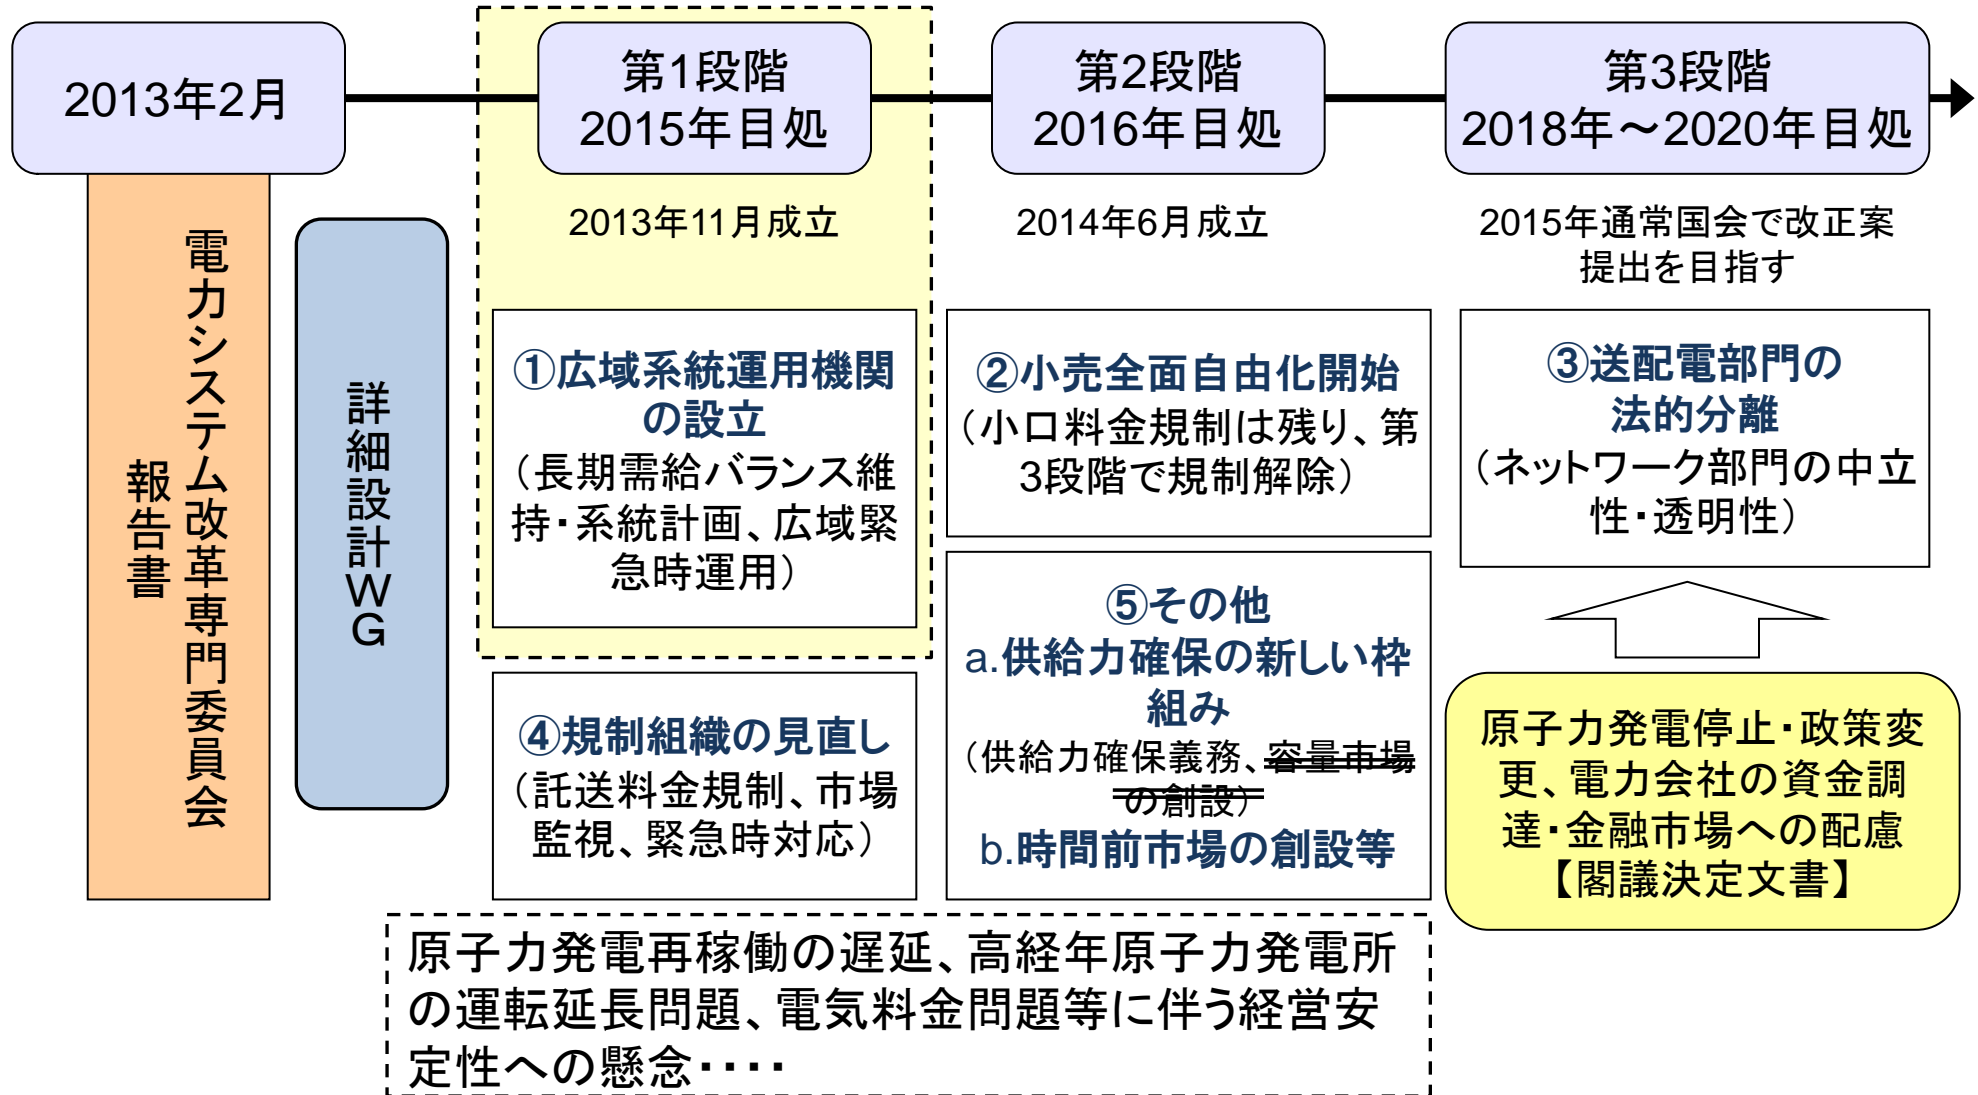 2013年2月
第1段階
2015年目処
第2段階
2016年目処
第3段階
2018年～2020年目処
電力システム改革専門委員会
報告書
詳細設計WG
2013年11月成立
2014年6月成立
2015年通常国会で改正案
提出を目指す
①広域系統運用機関
の設立
（長期需給バランス維
持・系統計画、広域緊
急時運用）
②小売全面自由化開始
（小口料金規制は残り、第
3段階で規制解除）
③送配電部門の
法的分離
（ネットワーク部門の中立
性・透明性）
④規制組織の見直し
（託送料金規制、市場
監視、緊急時対応）
⑤その他
a.供給力確保の新しい枠
組み
（供給力確保義務、容量市場
の創設）
b.時間前市場の創設等
原子力発電停止・政策変
更、電力会社の資金調
達・金融市場への配慮
【閣議決定文書】
原子力発電再稼働の遅延、高経年原子力発電所
の運転延長問題、電気料金問題等に伴う経営安
定性への懸念・・・・